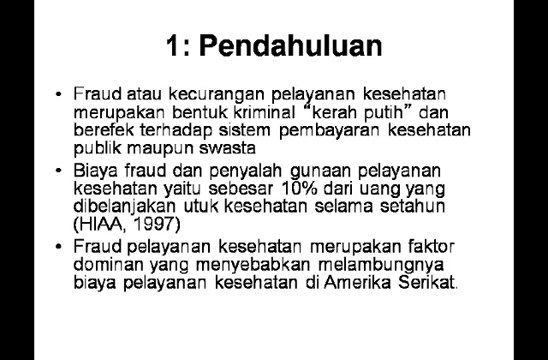 1: Pendahuluan
• Fraud atau kecurangan pelayanan kesehatan
merupakan bentuk kriminal “kerah putih” dan
berefek terhadap sistem pembayaran kesehatan
publik maupun swasta
• Biaya fraud dan penyalah gunaan pelayanan
kesehatan yaitu sebesar 10% dari uang yang
dibelanjakan utuk kesehatan selama setahun
(HIAA, 1997)
• Fraud pelayanan kesehatan merupakan faktor
dominan yang menyebabkan melambungnya
biaya pelayanan kesehatan di Amerika Serikat.